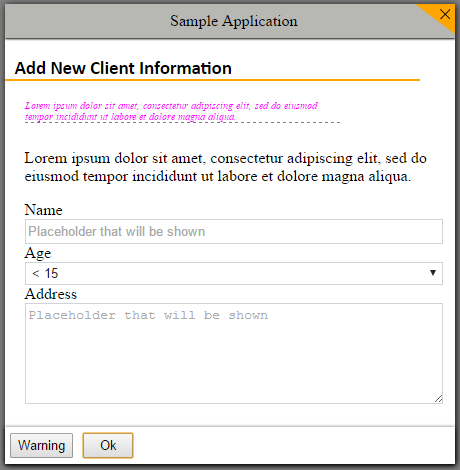 Sample Application
Add New Client Information
Lorem ipsum dolor sit amet, consectetur adipiscing elit, sed do eiusmod
tempor incididunt ut labore et dolore magna aliqua.
Lorem ipsum dolor sit amet, consectetur adipiscing elit, sed do
eiusmod tempor incididunt ut labore et dolore magna aliqua.
Name
Placeholder that will be shown
Age
< 15
Address
Placeholder that will be shown
Warning
Ok